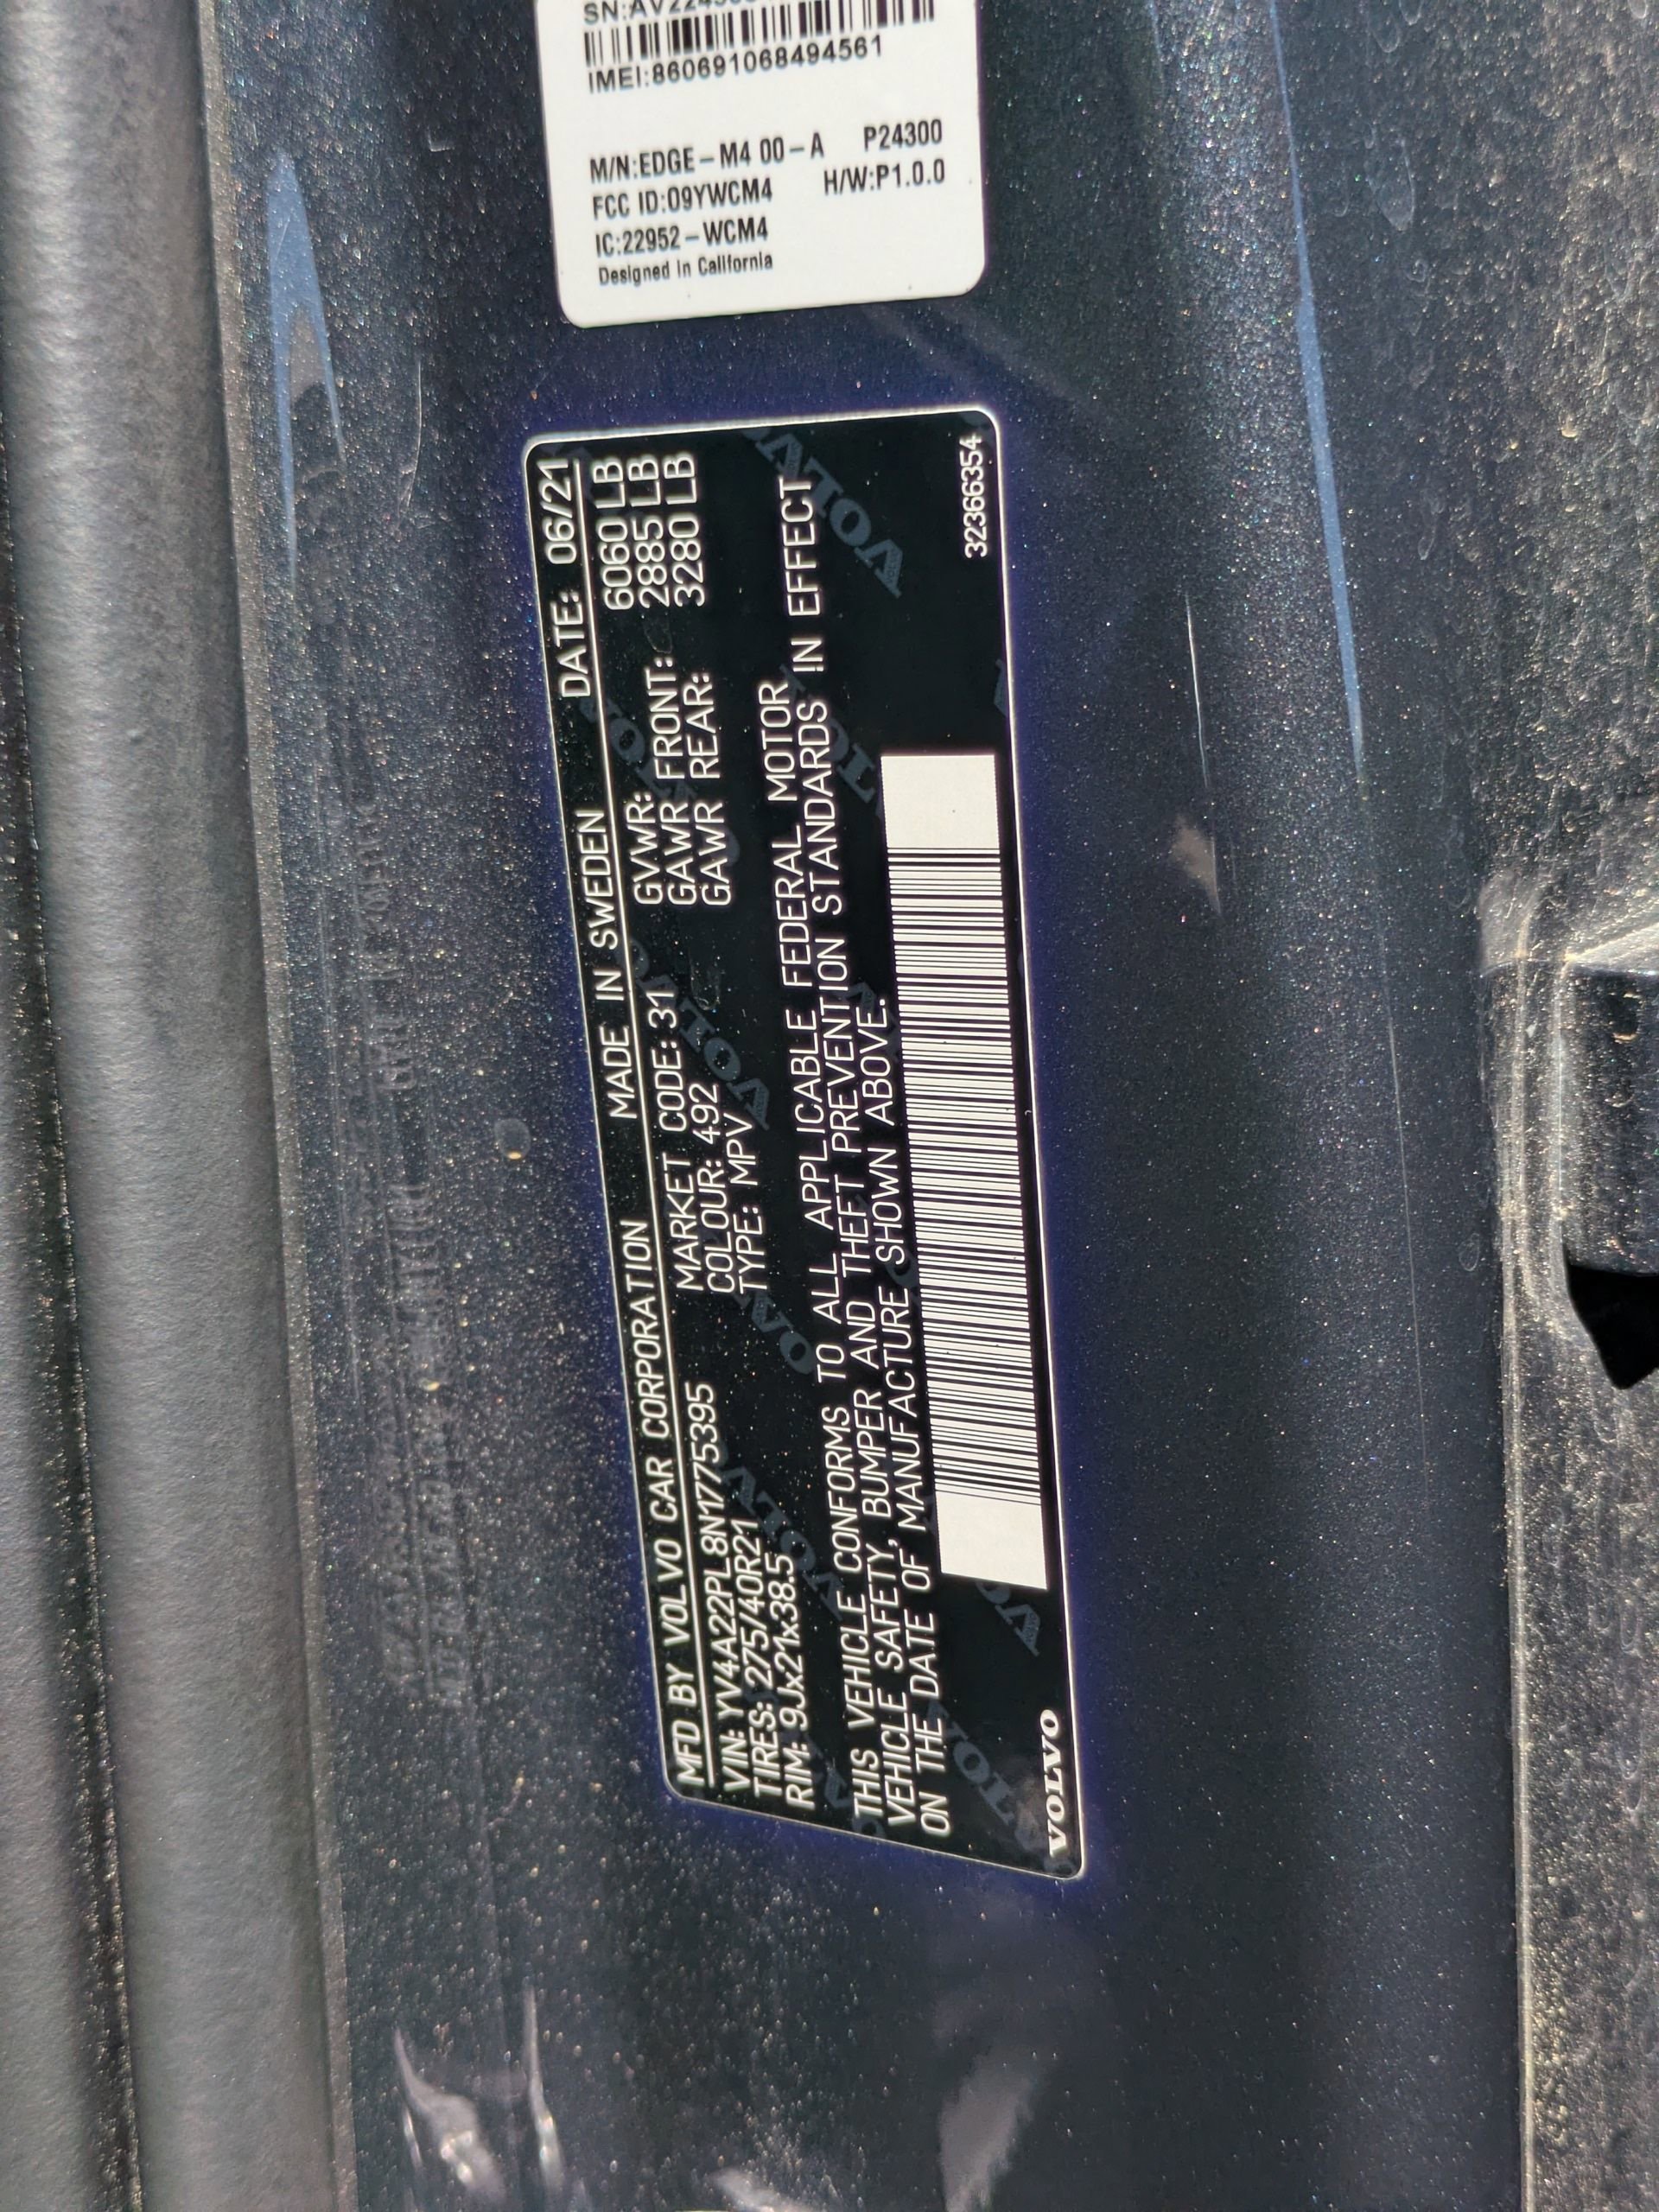 IMEI:860691068494561
M/N:EDGE-M4 00-A P24300
FCC ID:O9YWCM4 H/W:P1.0.0
IC:22952-WCM4
Designed in California
MFD BY VOLVO CAR CORPORATION MADE IN SWEDEN DATE: 06/21
VIN: YV4A22PL8N1775395 MARKET CODE: 31 GVWR: 6060 LB
TIRES: 275/40R21 COLOUR: 492 GAWR FRONT: 2885 LB
RIM: 9Jx21x38.5 TYPE: MPV GAWR REAR: 3280 LB
THIS VEHICLE CONFORMS TO ALL APPLICABLE FEDERAL MOTOR
VEHICLE SAFETY, BUMPER AND THEFT PREVENTION STANDARDS IN EFFECT
ON THE DATE OF MANUFACTURE SHOWN ABOVE.
VOLVO 32366354